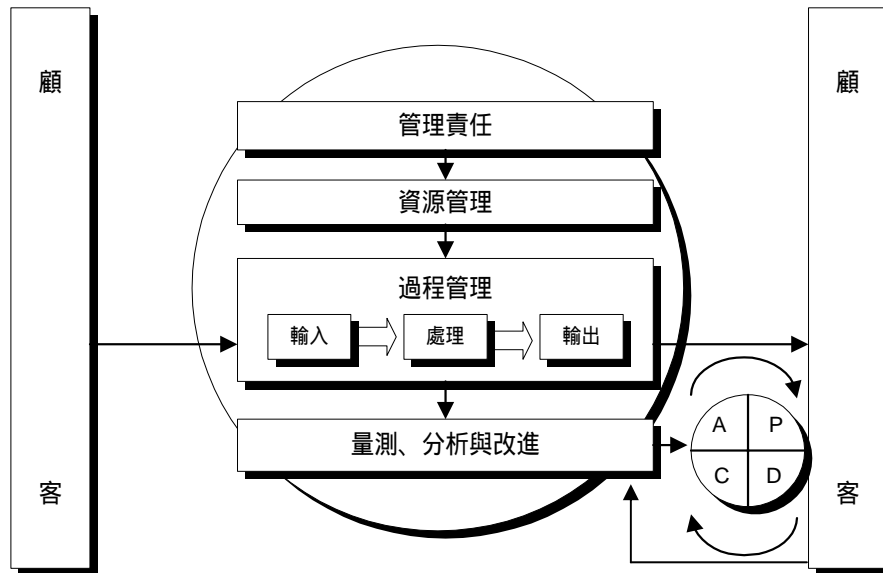 顧客
管理責任
資源管理
過程管理
輸入 處理 輸出
量測、分析與改進
A P
C D
顧客